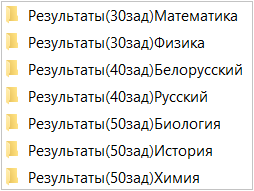 Результаты(30зад)Математика
Результаты(30зад)Физика
Результаты(40зад)Белорусский
Результаты(40зад)Русский
Результаты(50зад)Биология
Результаты(50зад)История
Результаты(50зад)Химия